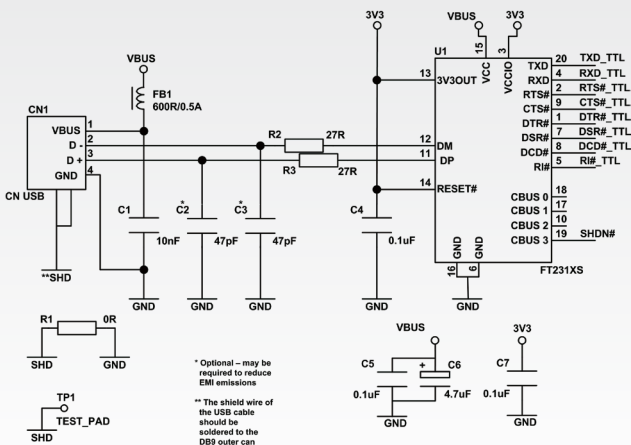 3V3
VBUS
3V3
VBUS
U1
15
3
VCC
VCCIO
FB1
600R/0.5A
CN1
VBUS
1
D -
2
D +
3
GND
4
CN USB
**SHD
R2
27R
R3
27R
13
3V3OUT
12
DM
11
DP
14
RESET#
TXD
20
TXD_TTL
RXD
4
RXD_TTL
RTS#
2
RTS#_TTL
CTS#
9
CTS#_TTL
DTR#
1
DTR#_TTL
DSR#
7
DSR#_TTL
DCD#
8
DCD#_TTL
RI#
5
RI#_TTL
CBUS 0
18
CBUS 1
17
CBUS 2
10
CBUS 3
19
SHDN#
GND
GND
16
6
FT231XS
C1
10nF
*
C2
47pF
*
C3
47pF
C4
0.1uF
GND
GND
GND
GND
GND
R1
0R
SHD
GND
TP1
TEST_PAD
SHD
* Optional – may be
required to reduce
EMI emissions
** The shield wire of
the USB cable
should be
soldered to the
DB9 outer can
VBUS
3V3
C5
0.1uF
+
C6
4.7uF
C7
0.1uF
GND
GND